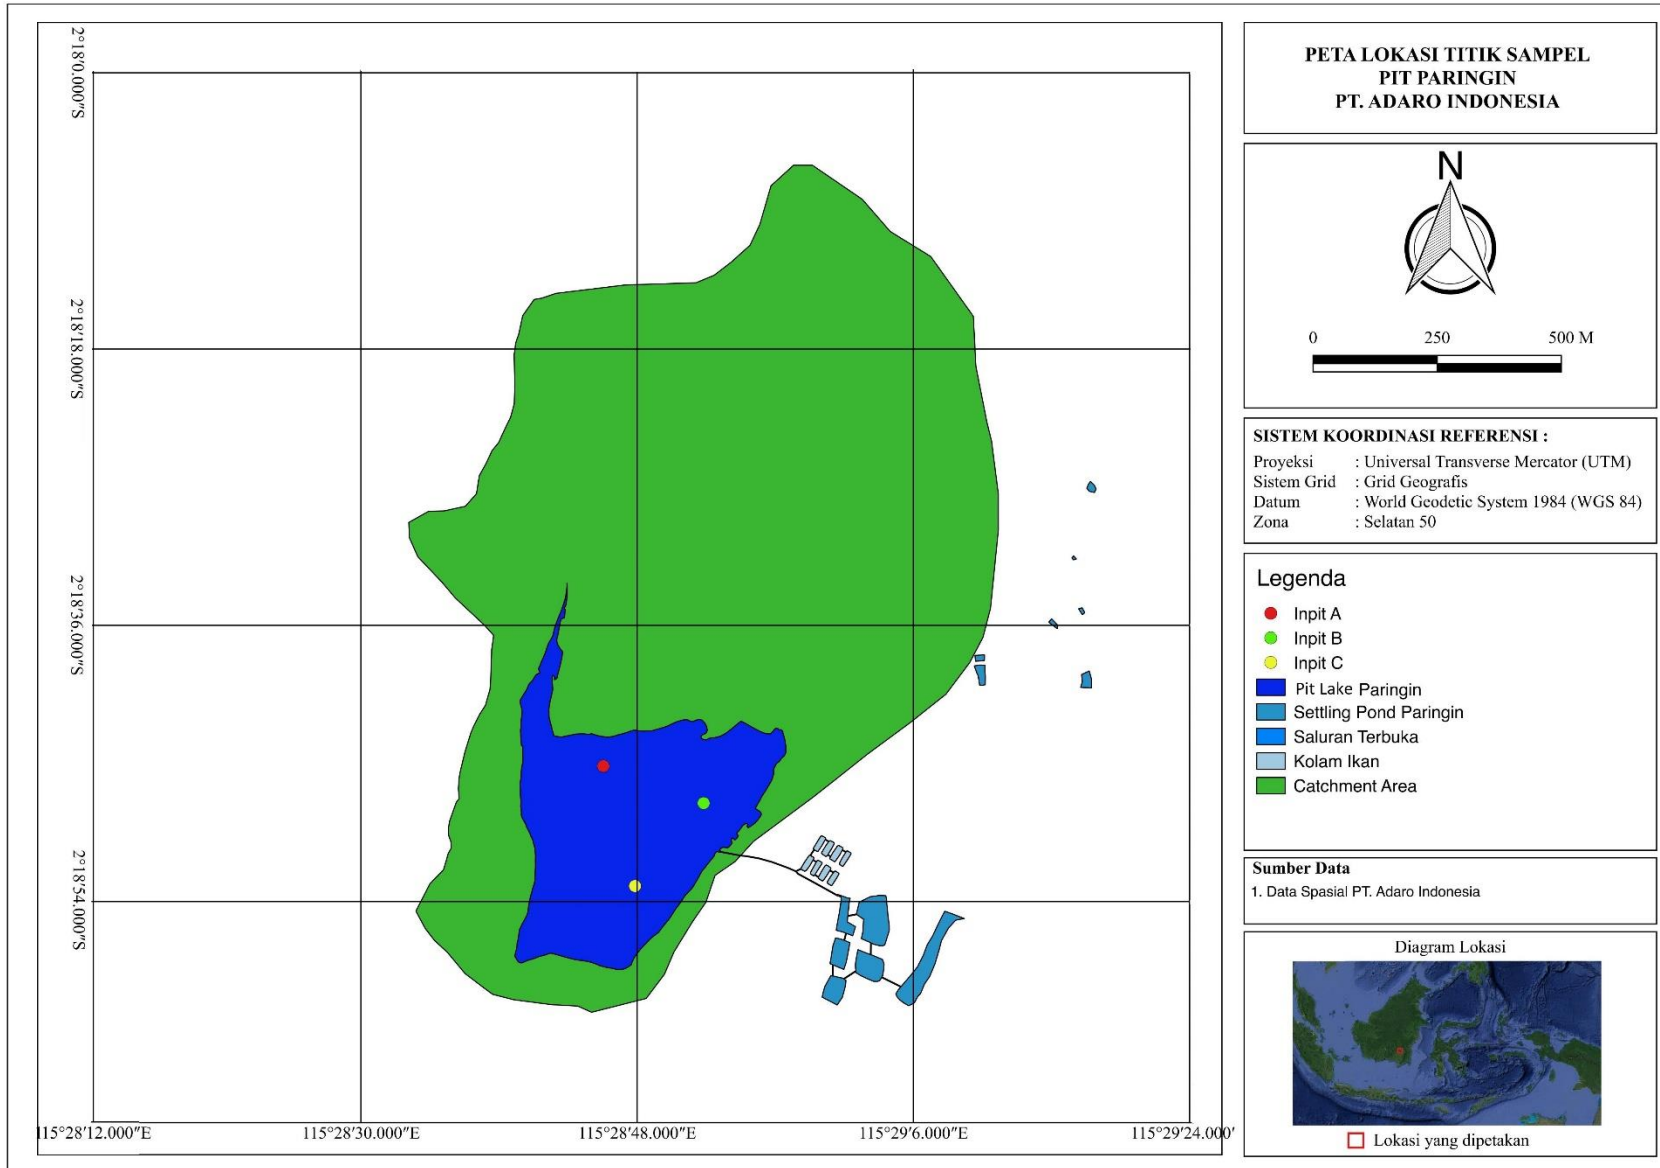 PETA LOKASI TITIK SAMPEL
PIT PARINGIN
PT. ADARO INDONESIA
N
0 250 500 M
SISTEM KOORDINASI REFERENSI :
Proyeksi : Universal Transverse Mercator (UTM)
Sistem Grid : Grid Geografis
Datum : World Geodetic System 1984 (WGS 84)
Zona : Selatan 50
Legenda
Inpit A
Inpit B
Inpit C
Pit Lake Paringin
Settling Pond Paringin
Saluran Terbuka
Kolam Ikan
Catchment Area
Sumber Data
1. Data Spasial PT. Adaro Indonesia
Diagram Lokasi
Lokasi yang dipetakan
2°18'0.000"S
2°18'18.000"S
2°18'36.000"S
2°18'54.000"S
115°28'12.000"E 115°28'30.000"E 115°28'48.000"E 115°29'6.000"E 115°29'24.000'